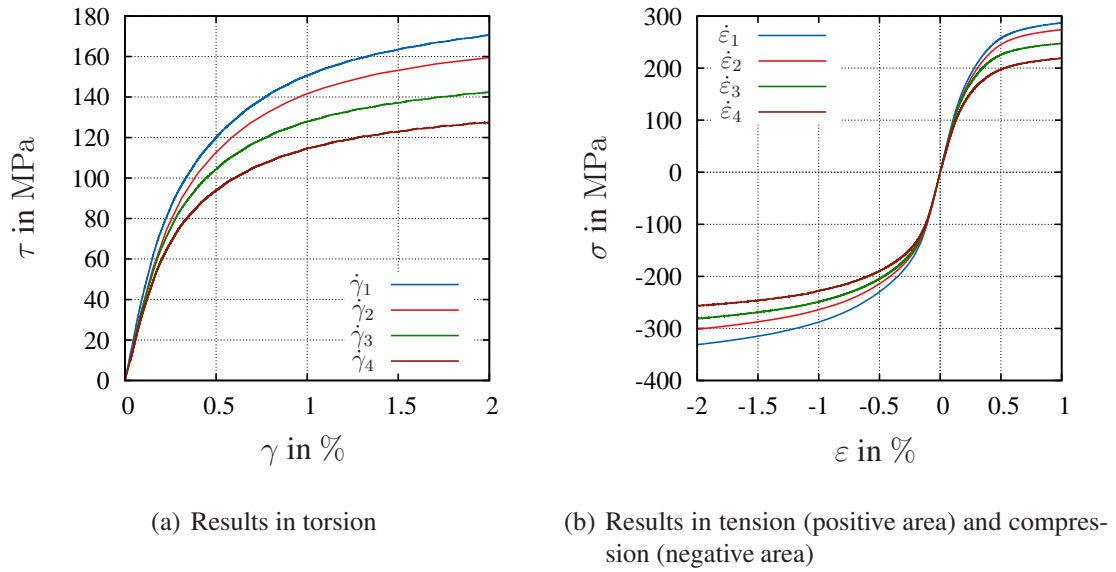 180
160
140
120
100
80
60
40
20
0
τ in MPa
γ̇₁
γ̇₂
γ̇₃
γ̇₄
0 0.5 1 1.5 2
γ in %
(a) Results in torsion
300
200
100
0
-100
-200
-300
-400
σ in MPa
ε̇₁
ε̇₂
ε̇₃
ε̇₄
-2 -1.5 -1 -0.5 0 0.5 1
ε in %
(b) Results in tension (positive area) and compres-
sion (negative area)